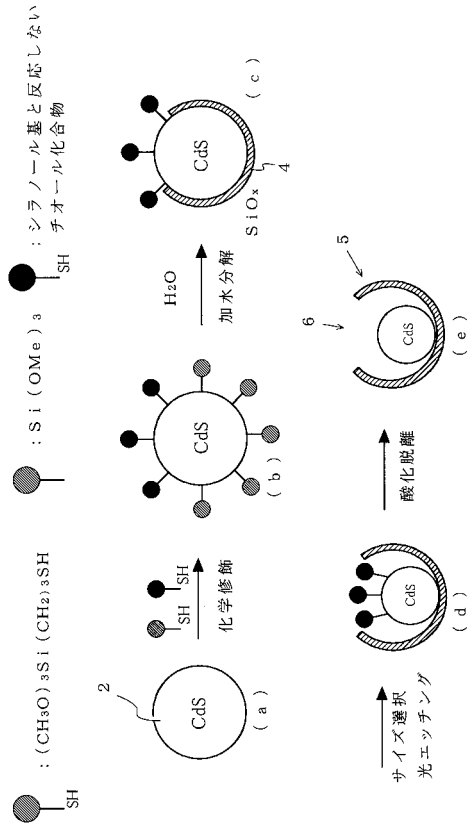 SH
: (CH₃O)₃Si(CH₂)₃SH
: Si(OMe)₃
SH
: シラノール基と反応しない
チオール化合物
2
CdS
(a)
SH
SH
化学修飾
CdS
(b)
H₂O
加水分解
CdS
SiOₓ
4
(c)
サイズ選択
光エッチング
CdS
(d)
酸化脱離
6
5
CdS
(e)